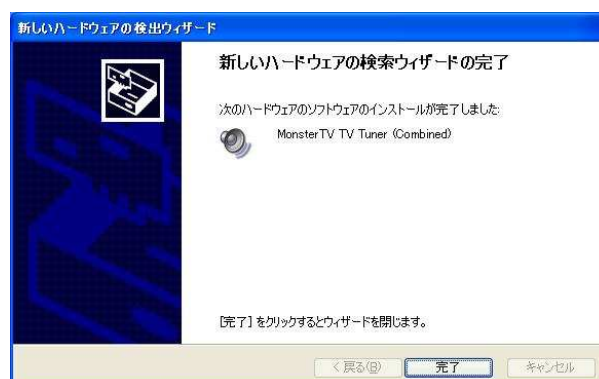 新しいハードウェアの検出ウィザード
新しいハードウェアの検索ウィザードの完了
次のハードウェアのソフトウェアのインストールが完了しました:
MonsterTV TV Tuner (Combined)
[完了] をクリックするとウィザードを閉じます。
< 戻る(B) 完了 キャンセル